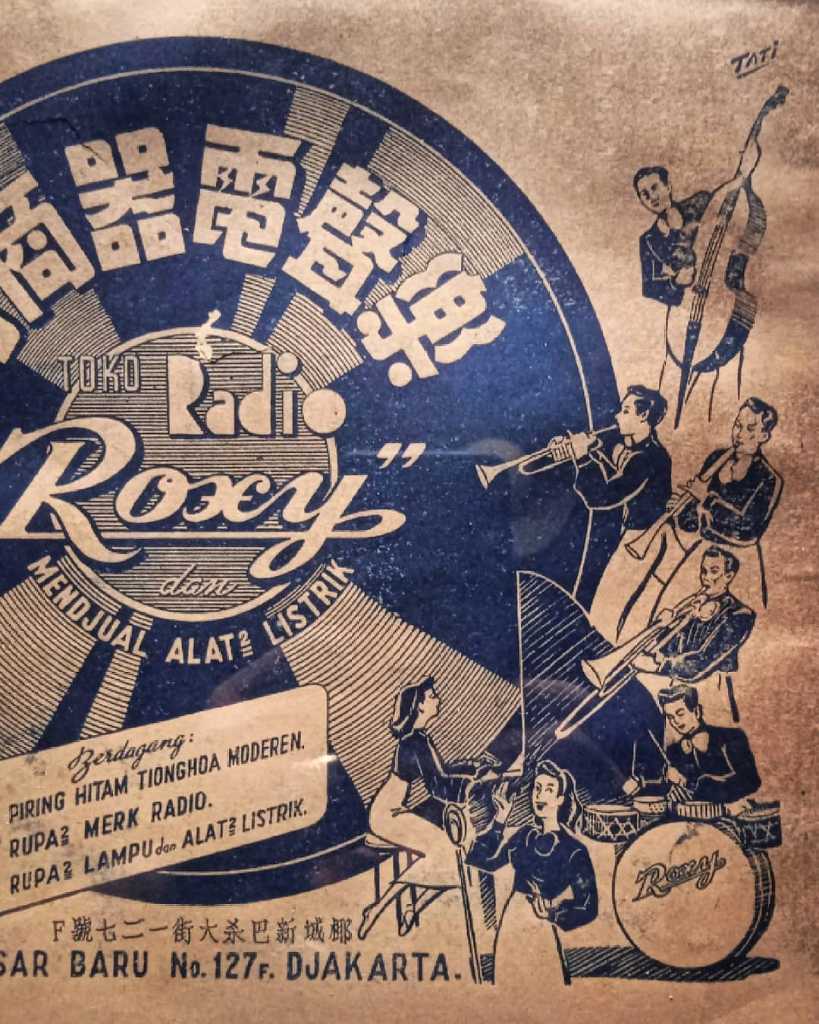 TATI
樂聲電器商
TOKO Radio
Roxy"
dan
MENDJUAL ALAT2 LISTRIK
Berdagang:
PIRING HITAM TIONGHOA MODEREN.
RUPA2 MERK RADIO.
RUPA2 LAMPU dan ALAT2 LISTRIK.
Roxy
椰城新巴杀大街一二七號F
SAR BARU No. 127F. DJAKARTA.